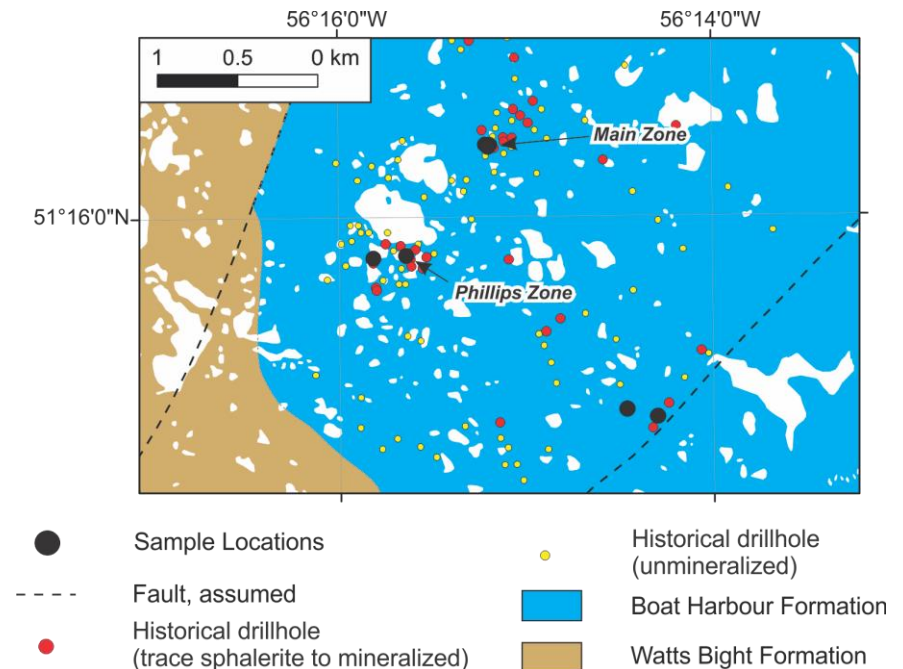 56°16'0"W 56°14'0"W
1 0.5 0 km
Main Zone
51°16'0"N
Phillips Zone
Sample Locations
Fault, assumed
Historical drillhole
(trace sphalerite to mineralized)
Historical drillhole
(unmineralized)
Boat Harbour Formation
Watts Bight Formation